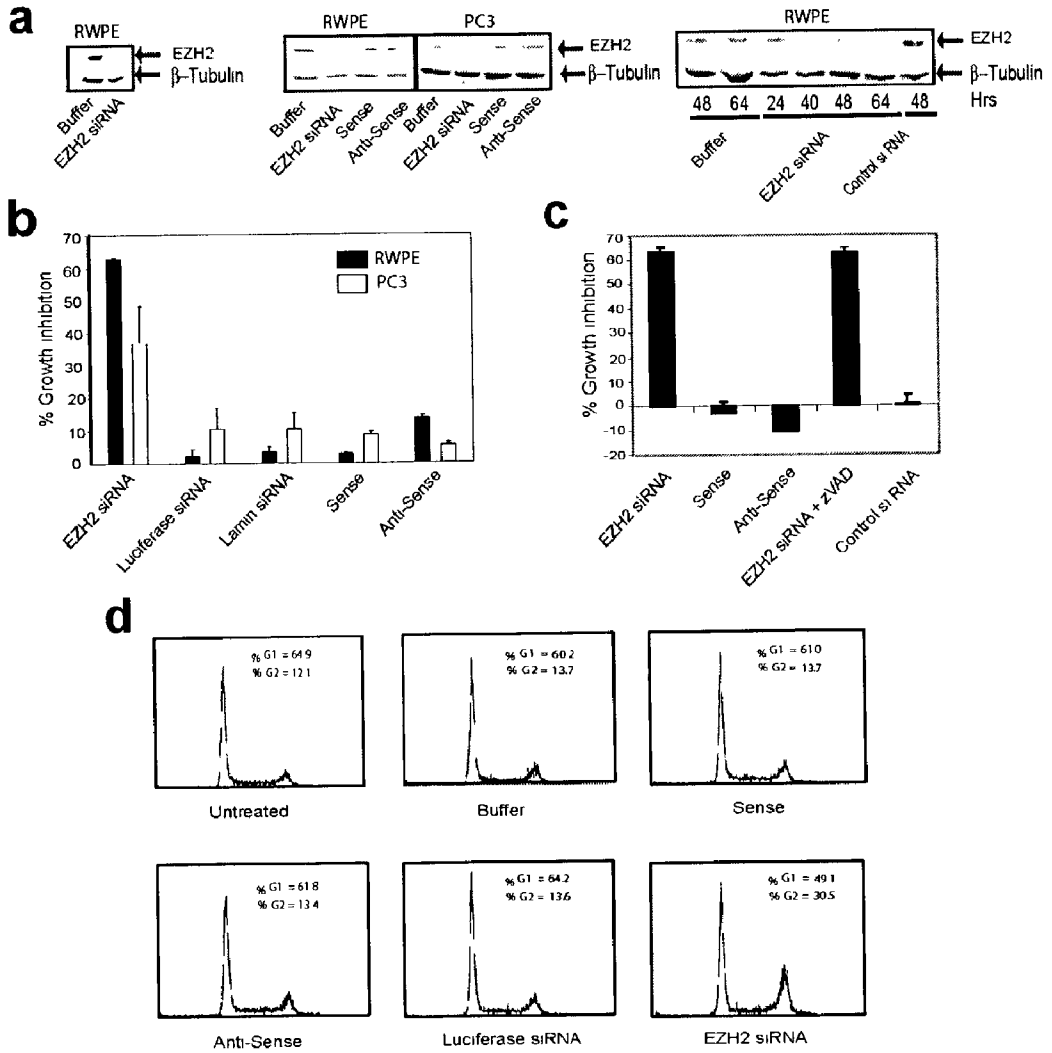 a
RWPE
EZH2
β-Tubulin
Buffer
EZH2 siRNA
RWPE PC3
EZH2
β-Tubulin
Buffer
EZH2 siRNA
Sense
Anti-Sense
Buffer
EZH2 siRNA
Sense
Anti-Sense
RWPE
EZH2
β-Tubulin
48 64 24 40 48 64 48 Hrs
Buffer
EZH2 siRNA
Control siRNA
b
% Growth inhibition
70
60
50
40
30
20
10
0
RWPE
PC3
EZH2 siRNA
Luciferase siRNA
Lamin siRNA
Sense
Anti-Sense
c
% Growth inhibition
70
60
50
40
30
20
10
0
-10
-20
EZH2 siRNA
Sense
Anti-Sense
EZH2 siRNA + zVAD
Control siRNA
d
% G1 = 64.9
% G2 = 12.1
Untreated
% G1 = 60.2
% G2 = 13.7
Buffer
% G1 = 61.0
% G2 = 13.7
Sense
% G1 = 61.8
% G2 = 13.4
Anti-Sense
% G1 = 64.2
% G2 = 13.6
Luciferase siRNA
% G1 = 49.1
% G2 = 30.5
EZH2 siRNA